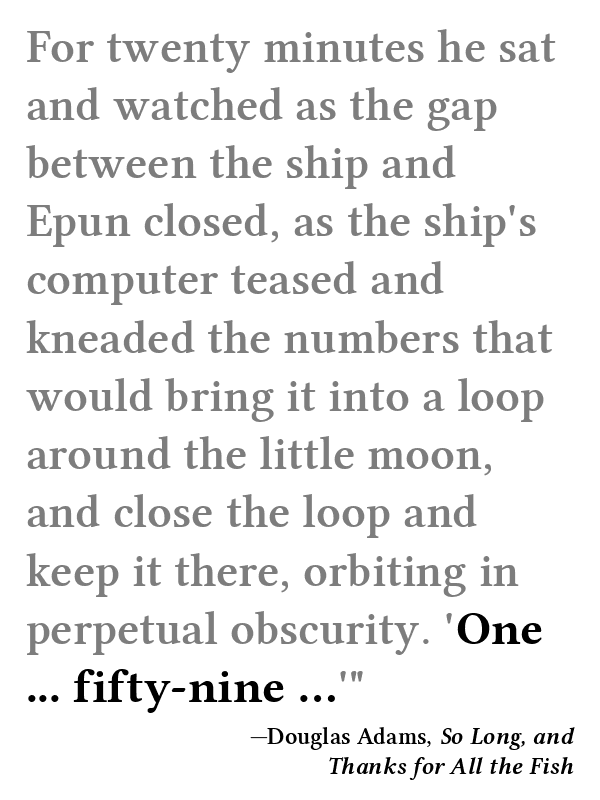 For twenty minutes he sat
and watched as the gap
between the ship and
Epun closed, as the ship's
computer teased and
kneaded the numbers that
would bring it into a loop
around the little moon,
and close the loop and
keep it there, orbiting in
perpetual obscurity. 'One
... fifty-nine …'"
—Douglas Adams, So Long, and
Thanks for All the Fish